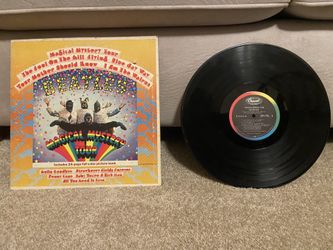 Magical Mystery Tour
The Fool On The Hill Flying Blue Jay Way
Your Mother Should Know I Am The Walrus
BEATLES
MAGICAL MYSTERY TOUR
Includes 24-page full color picture book
Hello Goodbye Strawberry Fields Forever
Penny Lane Baby You're A Rich Man
All You Need Is Love
Capitol